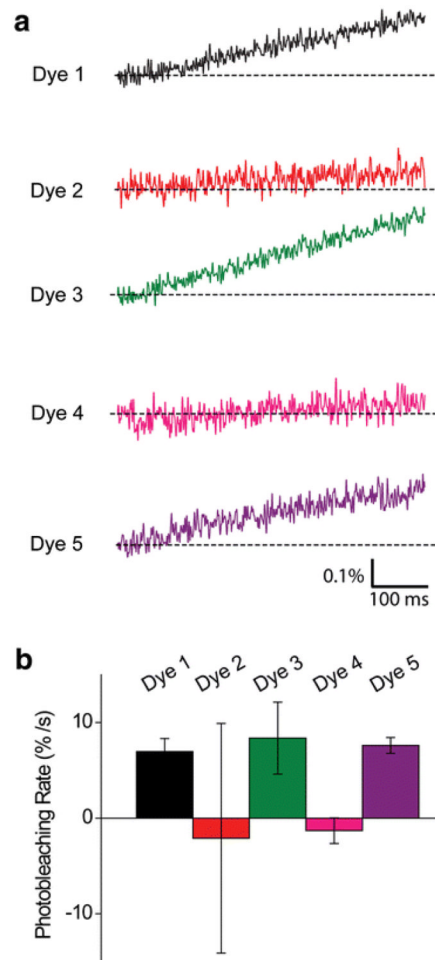 a
Dye 1
Dye 2
Dye 3
Dye 4
Dye 5
0.1%
100 ms
b
Dye 1
Dye 2
Dye 3
Dye 4
Dye 5
Photobleaching Rate (% /s)
10
0
-10